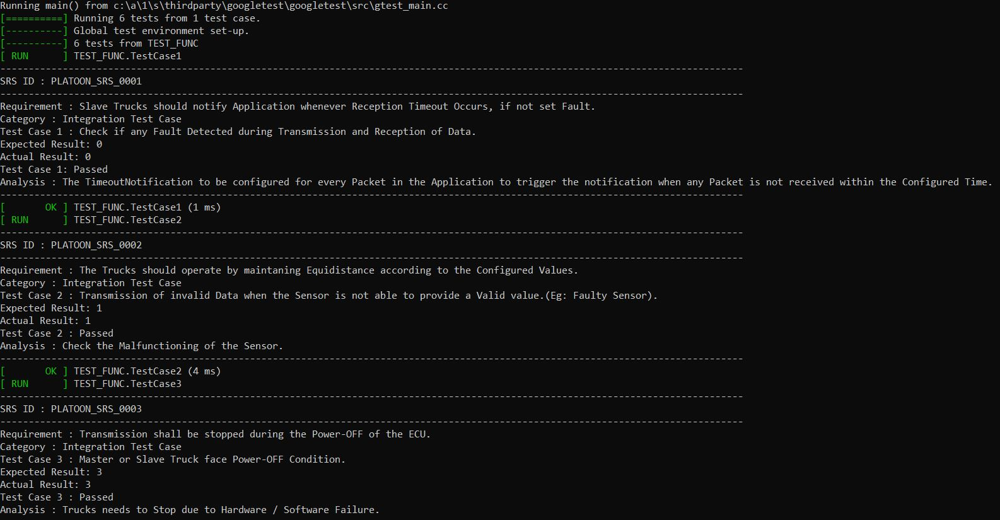 Running main() from c:\a\1\s\thirdparty\googletest\googletest\src\gtest_main.cc
[==========] Running 6 tests from 1 test case.
[----------] Global test environment set-up.
[----------] 6 tests from TEST_FUNC
[ RUN      ] TEST_FUNC.TestCase1
-----------------------------------------------------------------------------------------------------------------------------------
SRS ID : PLATOON_SRS_0001
-----------------------------------------------------------------------------------------------------------------------------------
Requirement : Slave Trucks should notify Application whenever Reception Timeout Occurs, if not set Fault.
Category : Integration Test Case
Test Case 1 : Check if any Fault Detected during Transmission and Reception of Data.
Expected Result: 0
Actual Result: 0
Test Case 1: Passed
Analysis : The TimeoutNotification to be configured for every Packet in the Application to trigger the notification when any Packet is not received within the Configured Time.
-----------------------------------------------------------------------------------------------------------------------------------
[       OK ] TEST_FUNC.TestCase1 (1 ms)
[ RUN      ] TEST_FUNC.TestCase2
-----------------------------------------------------------------------------------------------------------------------------------
SRS ID : PLATOON_SRS_0002
-----------------------------------------------------------------------------------------------------------------------------------
Requirement : The Trucks should operate by maintaning Equidistance according to the Configured Values.
Category : Integration Test Case
Test Case 2 : Transmission of invalid Data when the Sensor is not able to provide a Valid value.(Eg: Faulty Sensor).
Expected Result: 1
Actual Result: 1
Test Case 2 : Passed
Analysis : Check the Malfunctioning of the Sensor.
-----------------------------------------------------------------------------------------------------------------------------------
[       OK ] TEST_FUNC.TestCase2 (4 ms)
[ RUN      ] TEST_FUNC.TestCase3
-----------------------------------------------------------------------------------------------------------------------------------
SRS ID : PLATOON_SRS_0003
-----------------------------------------------------------------------------------------------------------------------------------
Requirement : Transmission shall be stopped during the Power-OFF of the ECU.
Category : Integration Test Case
Test Case 3 : Master or Slave Truck face Power-OFF Condition.
Expected Result: 3
Actual Result: 3
Test Case 3 : Passed
Analysis : Trucks needs to Stop due to Hardware / Software Failure.